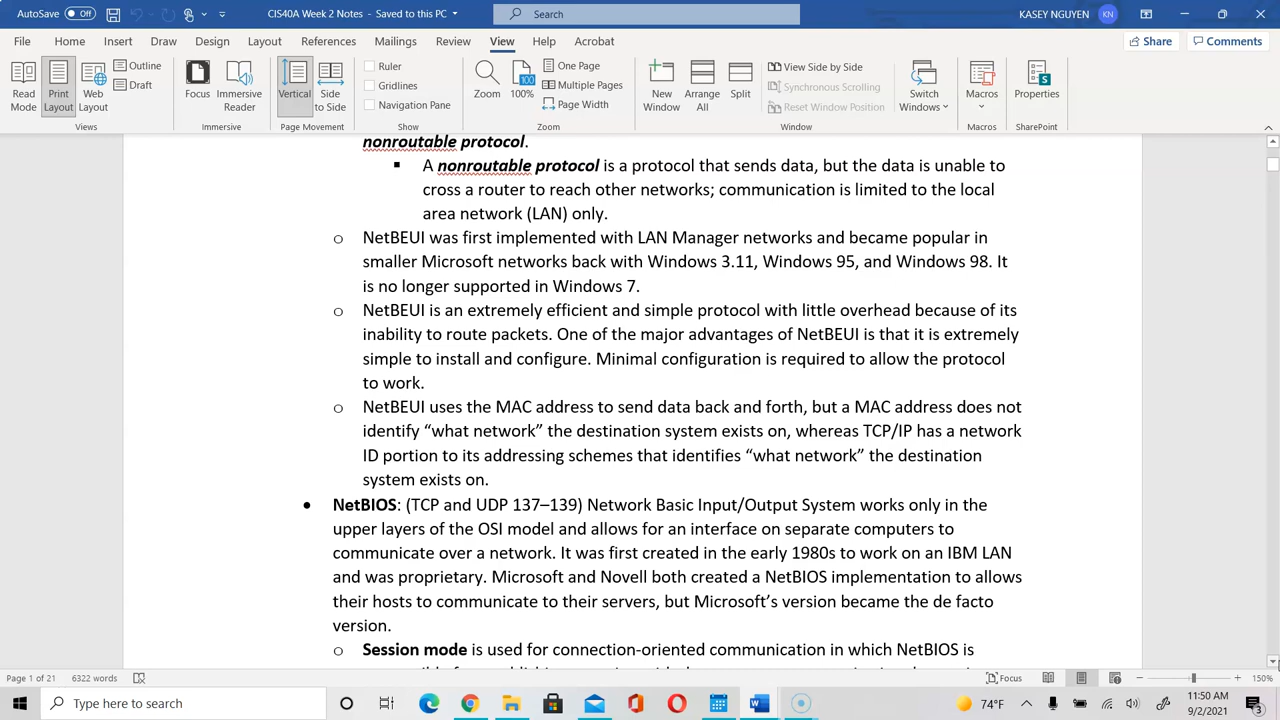 AutoSave Off CIS40A Week 2 Notes Search KASEY NGUYEN KN
File Home Insert Draw Design Layout References Mailings Review View Help Acrobat Share Comments
Read Mode Print Layout Web Layout Outline Draft Focus Immersive Reader Vertical Side to Side Ruler Gridlines Navigation Pane Zoom 100 100% One Page Multiple Pages Page Width New Window Arrange All Split View Side by Side Synchronous Scrolling Reset Window Position Switch Windows Macros Properties
Views Immersive Page Movement Show Zoom Window Macros SharePoint
nonroutable protocol.
▪ A nonroutable protocol is a protocol that sends data, but the data is unable to
cross a router to reach other networks; communication is limited to the local
area network (LAN) only.
o NetBEUI was first implemented with LAN Manager networks and became popular in
smaller Microsoft networks back with Windows 3.11, Windows 95, and Windows 98. It
is no longer supported in Windows 7.
o NetBEUI is an extremely efficient and simple protocol with little overhead because of its
inability to route packets. One of the major advantages of NetBEUI is that it is extremely
simple to install and configure. Minimal configuration is required to allow the protocol
to work.
o NetBEUI uses the MAC address to send data back and forth, but a MAC address does not
identify “what network” the destination system exists on, whereas TCP/IP has a network
ID portion to its addressing schemes that identifies “what network” the destination
system exists on.
• NetBIOS: (TCP and UDP 137–139) Network Basic Input/Output System works only in the
upper layers of the OSI model and allows for an interface on separate computers to
communicate over a network. It was first created in the early 1980s to work on an IBM LAN
and was proprietary. Microsoft and Novell both created a NetBIOS implementation to allows
their hosts to communicate to their servers, but Microsoft’s version became the de facto
version.
o Session mode is used for connection-oriented communication in which NetBIOS is
Page 1 of 21 6322 words Focus 150%
Type here to search 74°F 11:50 AM
9/2/2021 3